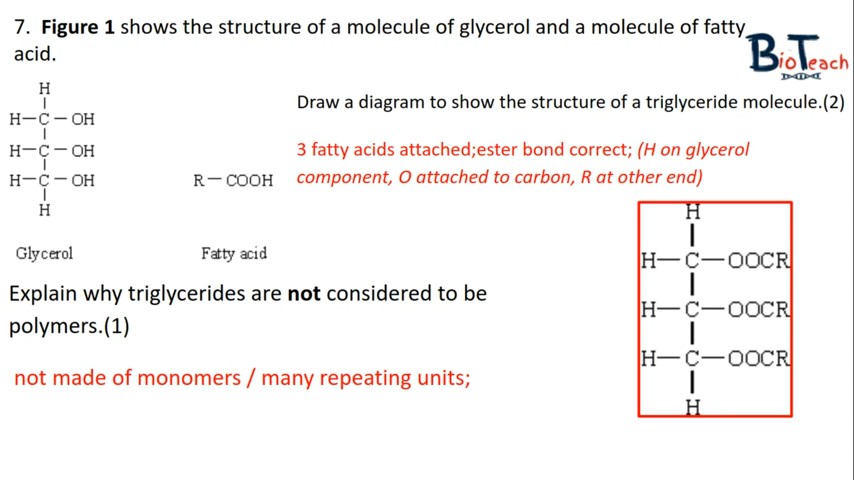 7. Figure 1 shows the structure of a molecule of glycerol and a molecule of fatty
acid.
BioTeach
H
H—C—OH
H—C—OH
H—C—OH
H
Glycerol
R—COOH
Fatty acid
Draw a diagram to show the structure of a triglyceride molecule.(2)
3 fatty acids attached;ester bond correct; (H on glycerol
component, O attached to carbon, R at other end)
H
H—C—OOCR
H—C—OOCR
H—C—OOCR
H
Explain why triglycerides are not considered to be
polymers.(1)
not made of monomers / many repeating units;